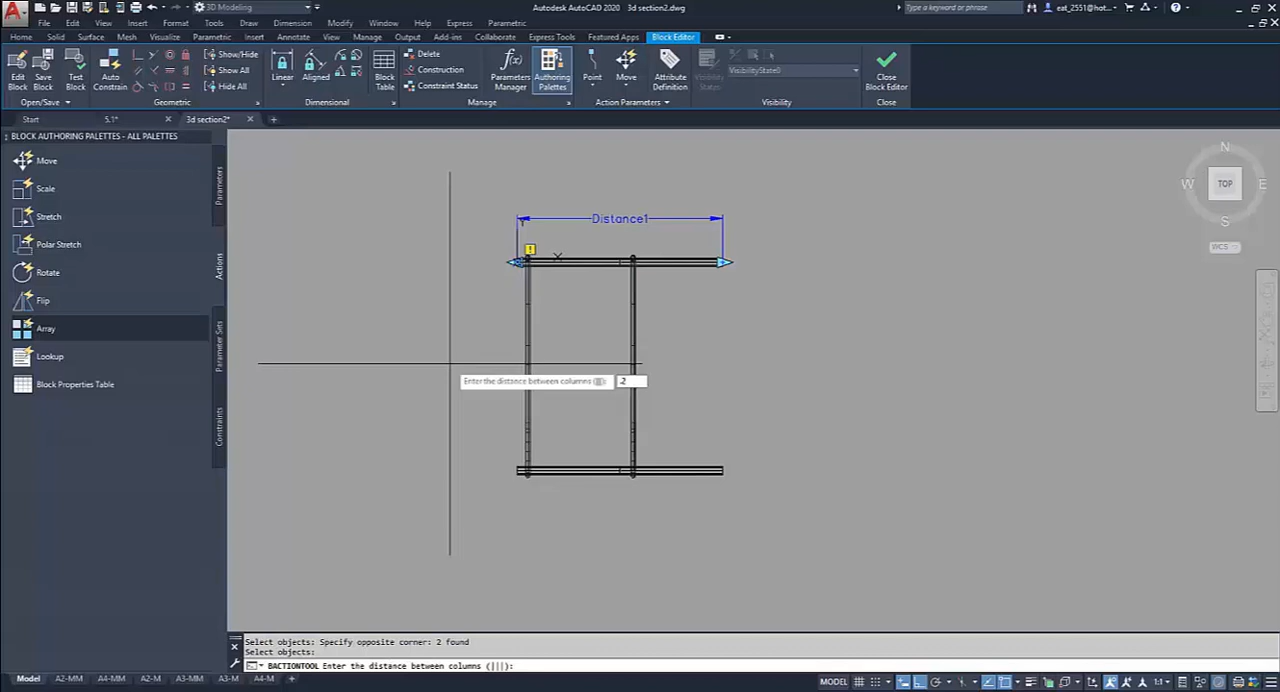 3D Modeling
Autodesk AutoCAD 2020   3d section2.dwg
Type a keyword or phrase
eat_2551@hot...
File Edit View Insert Format Tools Draw Dimension Modify Window Help Express Parametric
Home Solid Surface Mesh Visualize Parametric Insert Annotate View Manage Output Add-ins Collaborate Express Tools Featured Apps Block Editor
Edit Block
Save Block
Test Block
Auto Constrain
Show/Hide
Show All
Hide All
Linear
Aligned
Block Table
Delete
Construction
Construction Status
Parameters Manager
Authoring Palettes
Point
Move
Attribute Definition
Visibility States
VisibilityState0
Close Block Editor
Open/Save
Geometric
Dimensional
Manage
Action Parameters
Visibility
Close
Start
5.1*
3d section2*
BLOCK AUTHORING PALETTES - ALL PALETTES
Move
Scale
Stretch
Polar Stretch
Rotate
Flip
Array
Lookup
Block Properties Table
Parameters
Actions
Parameter Sets
Constraints
Distance1
Enter the distance between columns (|||): .2
N
W TOP E
S
WCS
Select objects: Specify opposite corner: 2 found
Select objects:
BACTIONTOOL Enter the distance between columns (|||):
Model A2-MM A4-MM A2-M A3-MM A3-M A4-M
MODEL
1:1